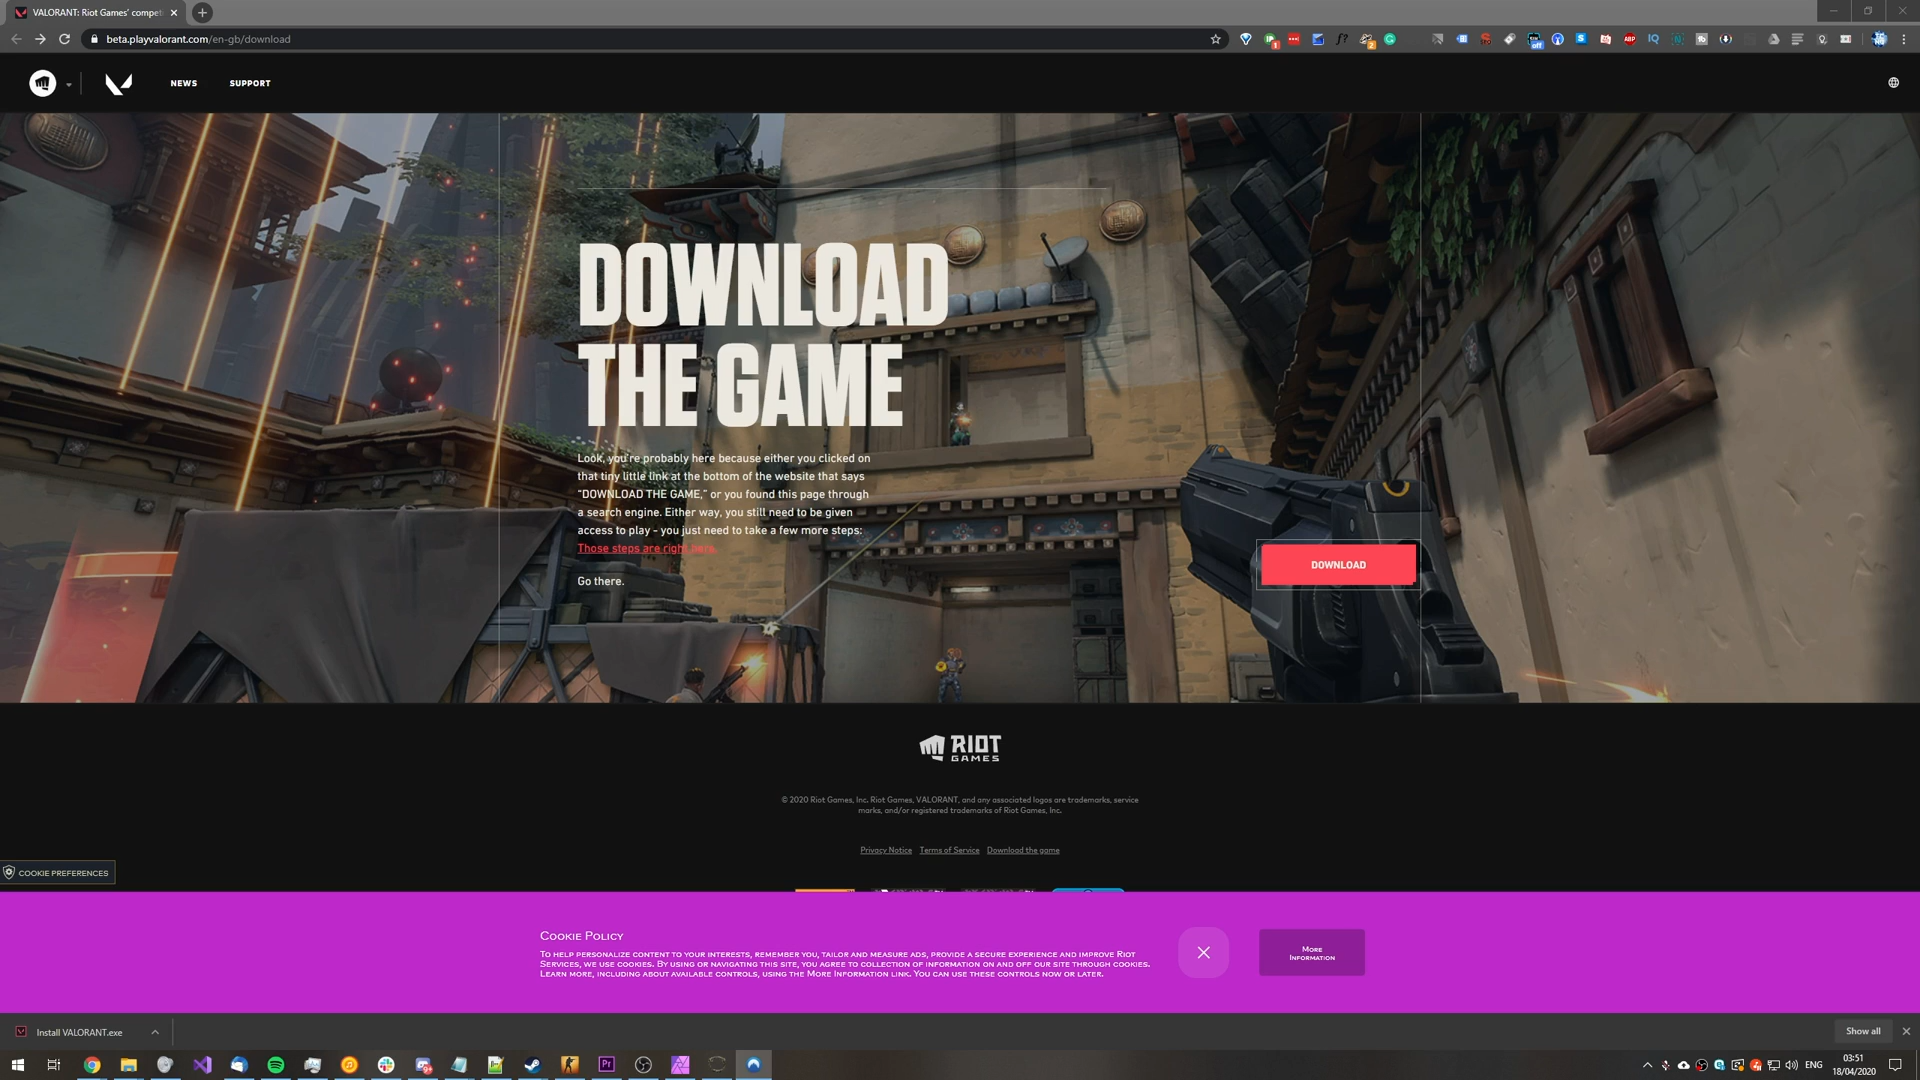 VALORANT: Riot Games' compet
beta.playvalorant.com/en-gb/download
NEWS
SUPPORT
DOWNLOAD
THE GAME
Look, you're probably here because either you clicked on
that tiny little link at the bottom of the website that says
“DOWNLOAD THE GAME,” or you found this page through
a search engine. Either way, you still need to be given
access to play - you just need to take a few more steps:
Those steps are right here.
Go there.
DOWNLOAD
RIOT
GAMES
© 2020 Riot Games, Inc. Riot Games, VALORANT, and any associated logos are trademarks, service
marks, and/or registered trademarks of Riot Games, Inc.
Privacy Notice Terms of Service Download the game
COOKIE PREFERENCES
COOKIE POLICY
TO HELP PERSONALIZE CONTENT TO YOUR INTERESTS, REMEMBER YOU, TAILOR AND MEASURE ADS, PROVIDE A SECURE EXPERIENCE AND IMPROVE RIOT
SERVICES, WE USE COOKIES. BY USING OR NAVIGATING THIS SITE, YOU AGREE TO COLLECTION OF INFORMATION ON AND OFF OUR SITE THROUGH COOKIES.
LEARN MORE, INCLUDING ABOUT AVAILABLE CONTROLS, USING THE MORE INFORMATION LINK. YOU CAN USE THESE CONTROLS NOW OR LATER.
MORE
INFORMATION
Install VALORANT.exe
Show all
ENG
03:51
18/04/2020